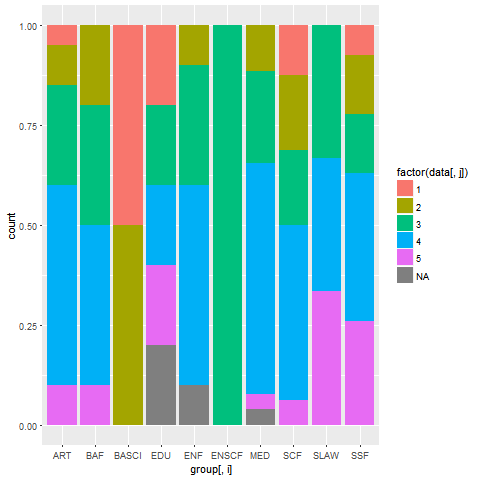 1.00
0.75
0.50
0.25
0.00
count
ART BAF BASCI EDU ENF ENSCF MED SCF SLAW SSF
group[, i]
factor(data[, j])
1
2
3
4
5
NA